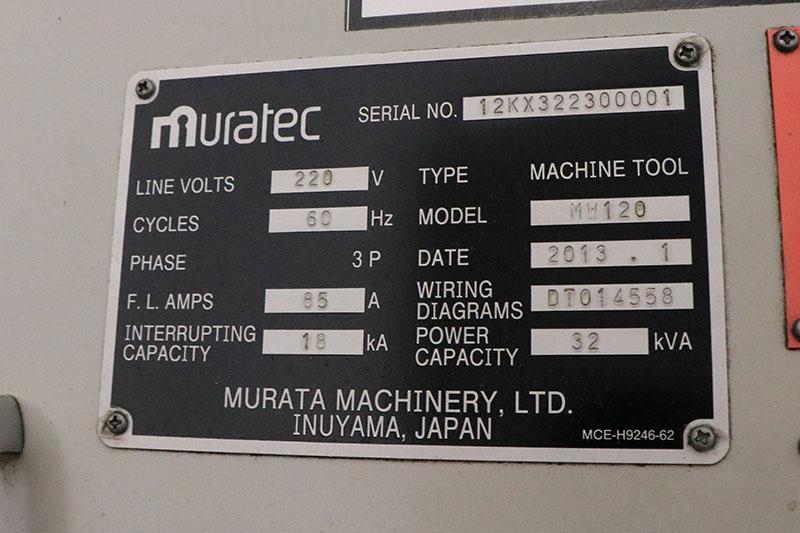 muratec
SERIAL NO. 12KX322300001
LINE VOLTS 220 V
TYPE MACHINE TOOL
CYCLES 60 Hz
MODEL MW120
PHASE 3 P
DATE 2013 . 1
F. L. AMPS 85 A
WIRING
DIAGRAMS DT014558
INTERRUPTING
CAPACITY 18 kA
POWER
CAPACITY 32 kVA
MURATA MACHINERY, LTD.
INUYAMA, JAPAN
MCE-H9246-62